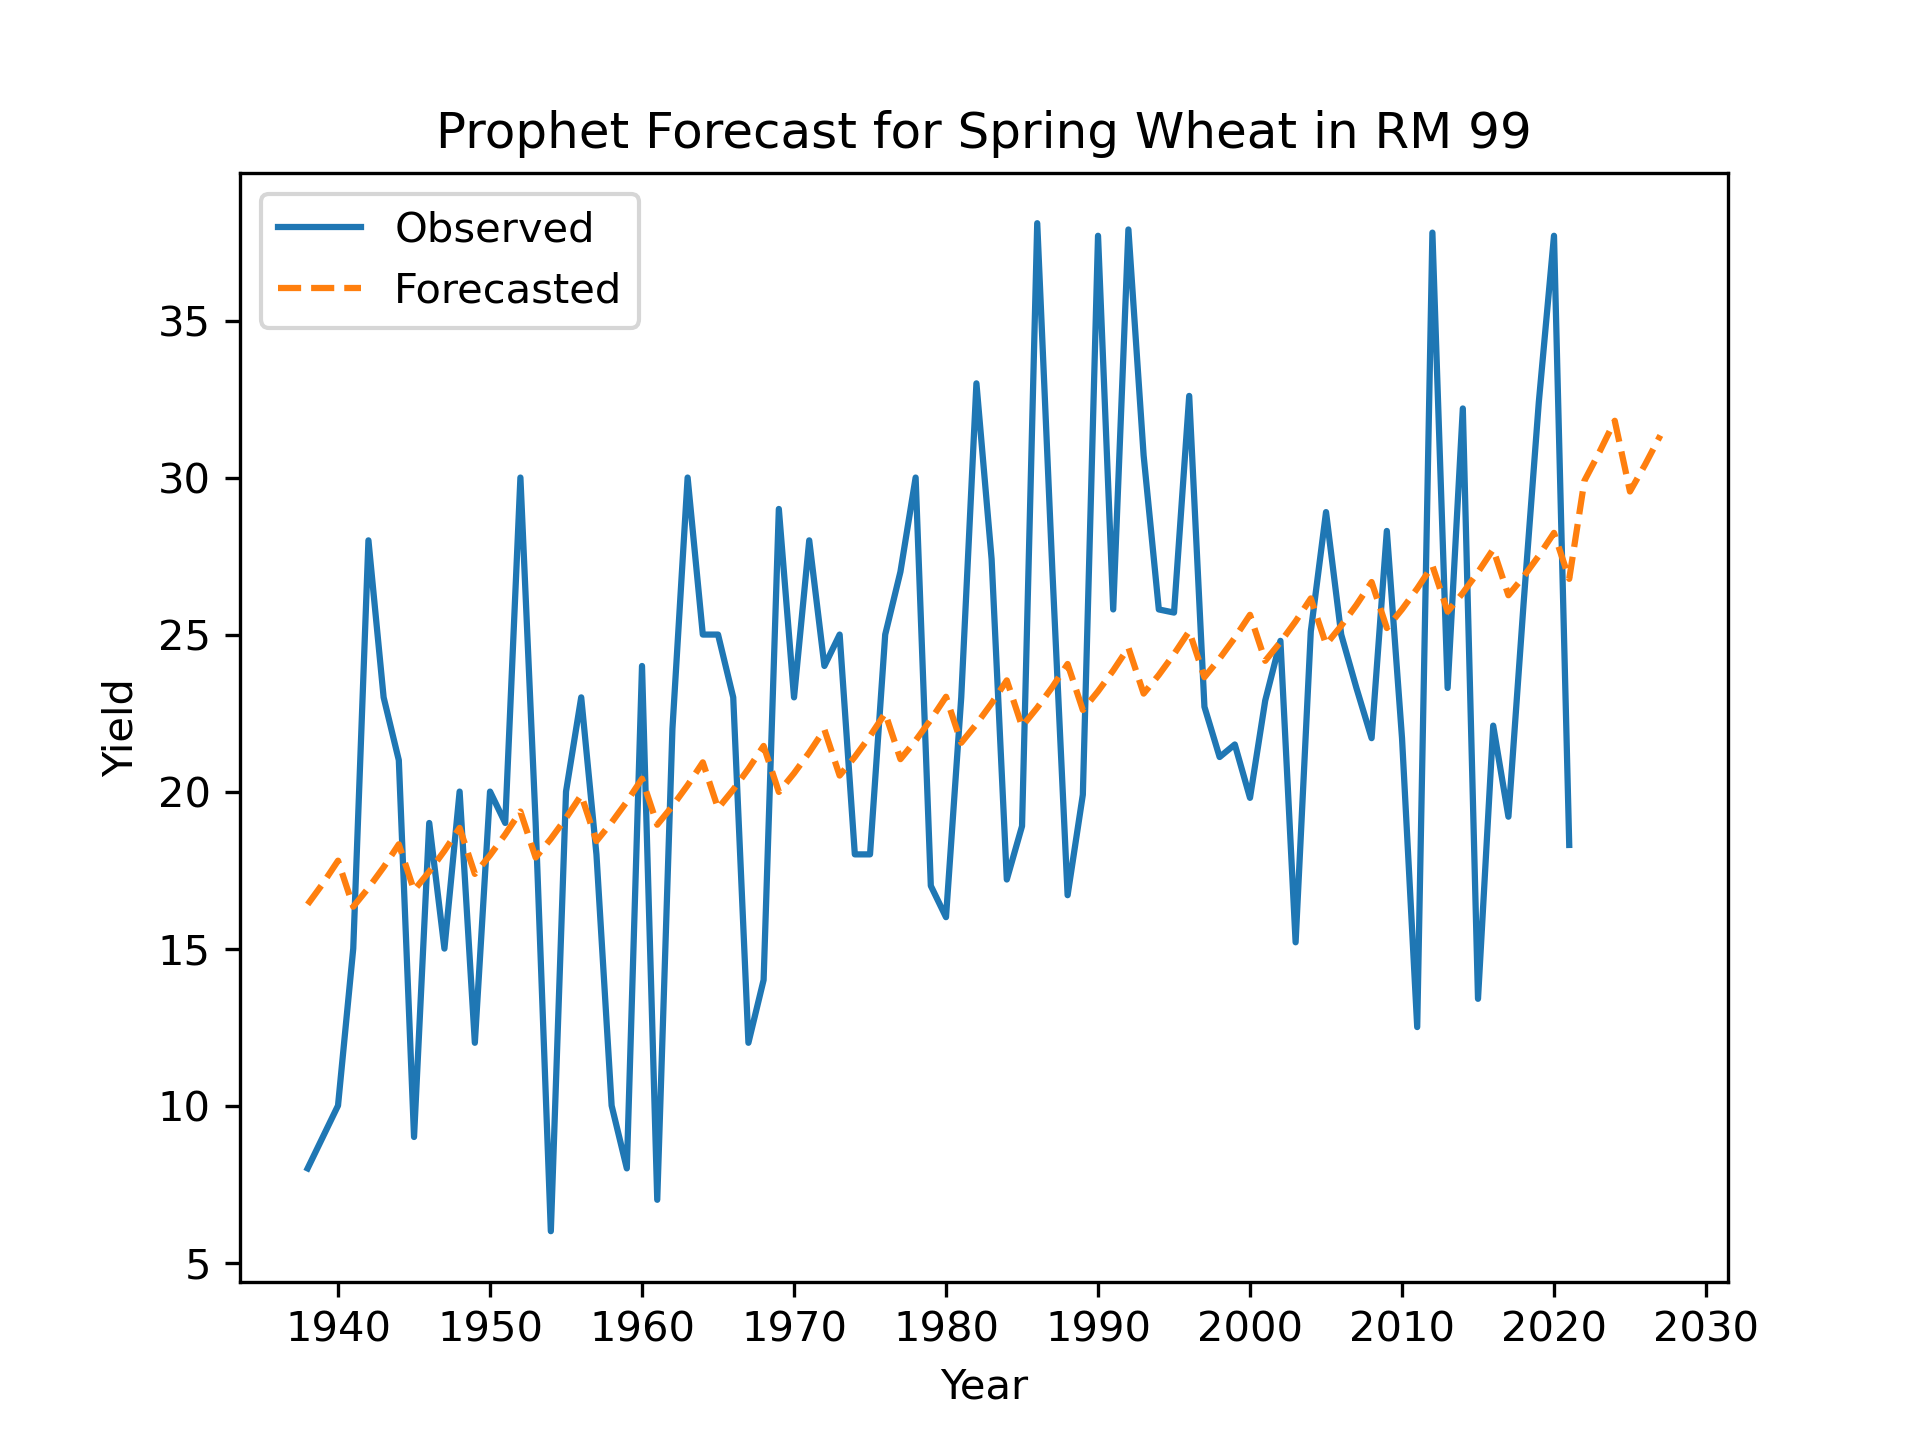 Prophet Forecast for Spring Wheat in RM 99
Observed
Forecasted
35
30
25
20
15
10
5
Yield
1940 1950 1960 1970 1980 1990 2000 2010 2020 2030
Year